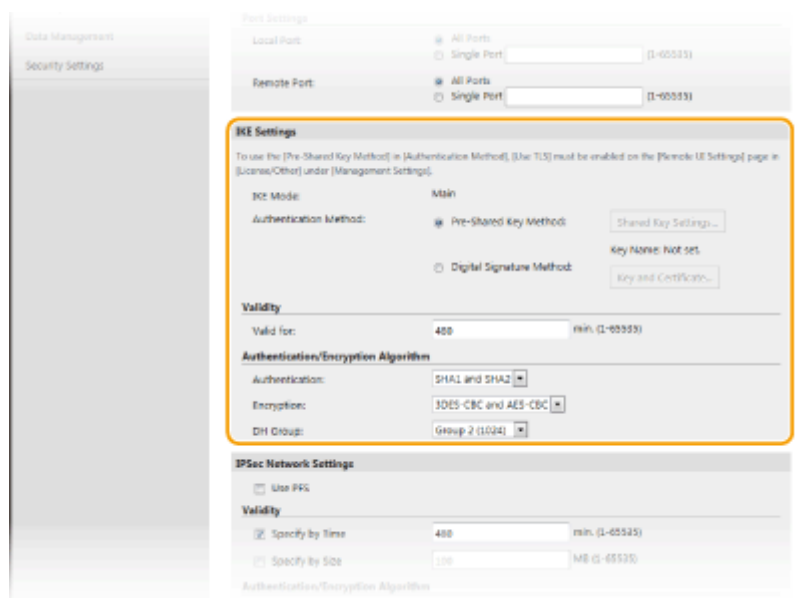 Port Settings
Data Management
Local Port:
All Ports
Single Port
(1-65535)
Security Settings
Remote Port:
All Ports
Single Port
(1-65535)
IKE Settings
To use the [Pre-Shared Key Method] in [Authentication Method], [Use TLS] must be enabled on the [Remote UI Settings] page in
[License/Other] under [Management Settings].
IKE Mode:
Main
Authentication Method:
Pre-Shared Key Method:
Shared Key Settings...
Key Name: Not set.
Digital Signature Method:
Key and Certificate...
Validity
Valid for:
480
min. (1-65535)
Authentication/Encryption Algorithm
Authentication:
SHA1 and SHA2
Encryption:
3DES-CBC and AES-CBC
DH Group:
Group 2 (1024)
IPSec Network Settings
Use PFS
Validity
Specify by Time
480
min. (1-65535)
Specify by Size
100
MB (1-65535)
Authentication/Encryption Algorithm